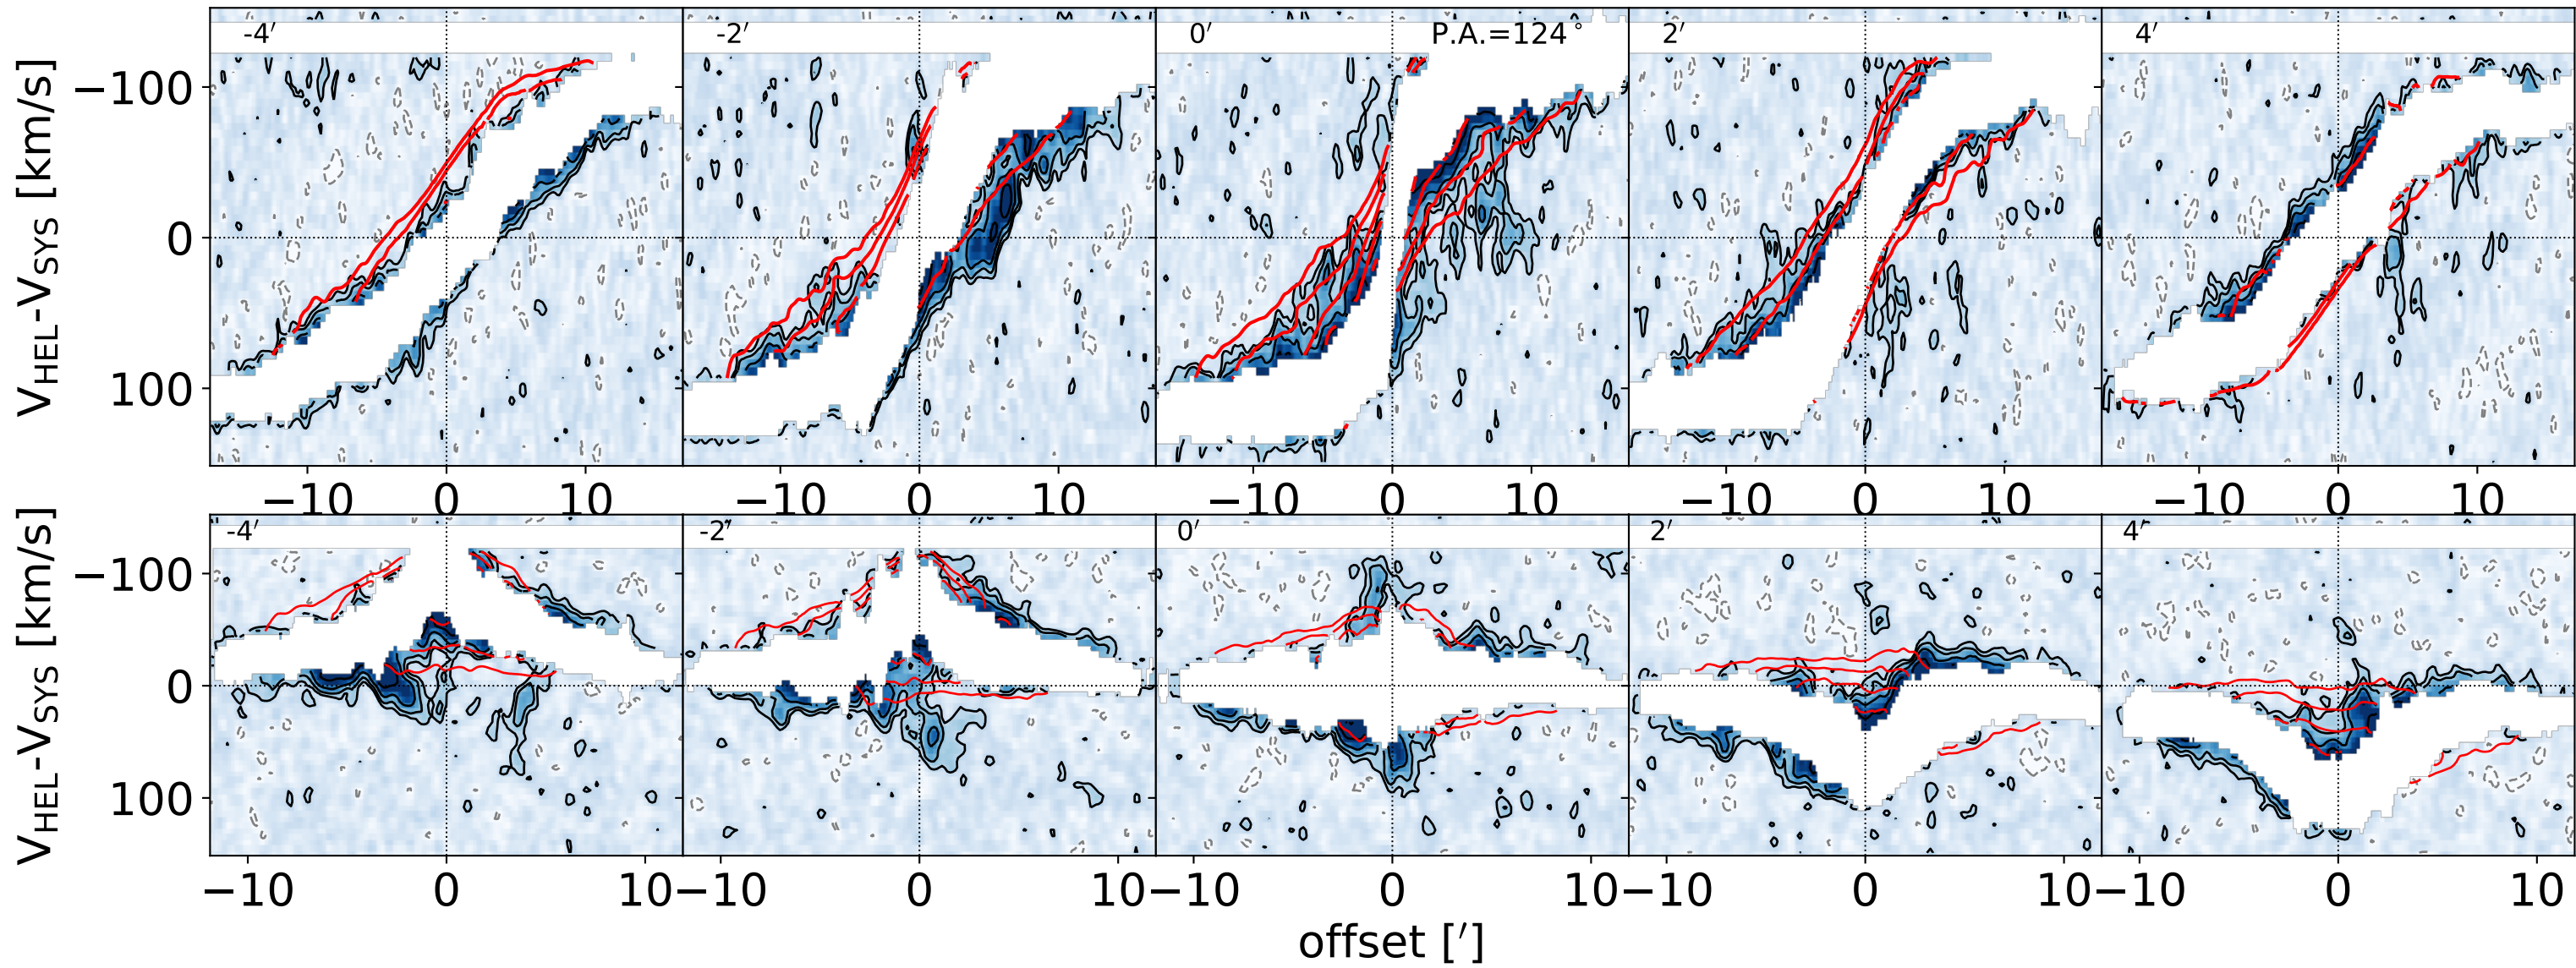 -4′ -2′ 0′ P.A.=124° 2′ 4′
V_HEL-V_SYS [km/s]
−100
0
100
−10 0 10 −10 0 10 −10 0 10 −10 0 10 −10 0 10
-4′ -2′ 0′ 2′ 4′
V_HEL-V_SYS [km/s]
−100
0
100
−10 0 10 −10 0 10 −10 0 10 −10 0 10 −10 0 10
offset [′]